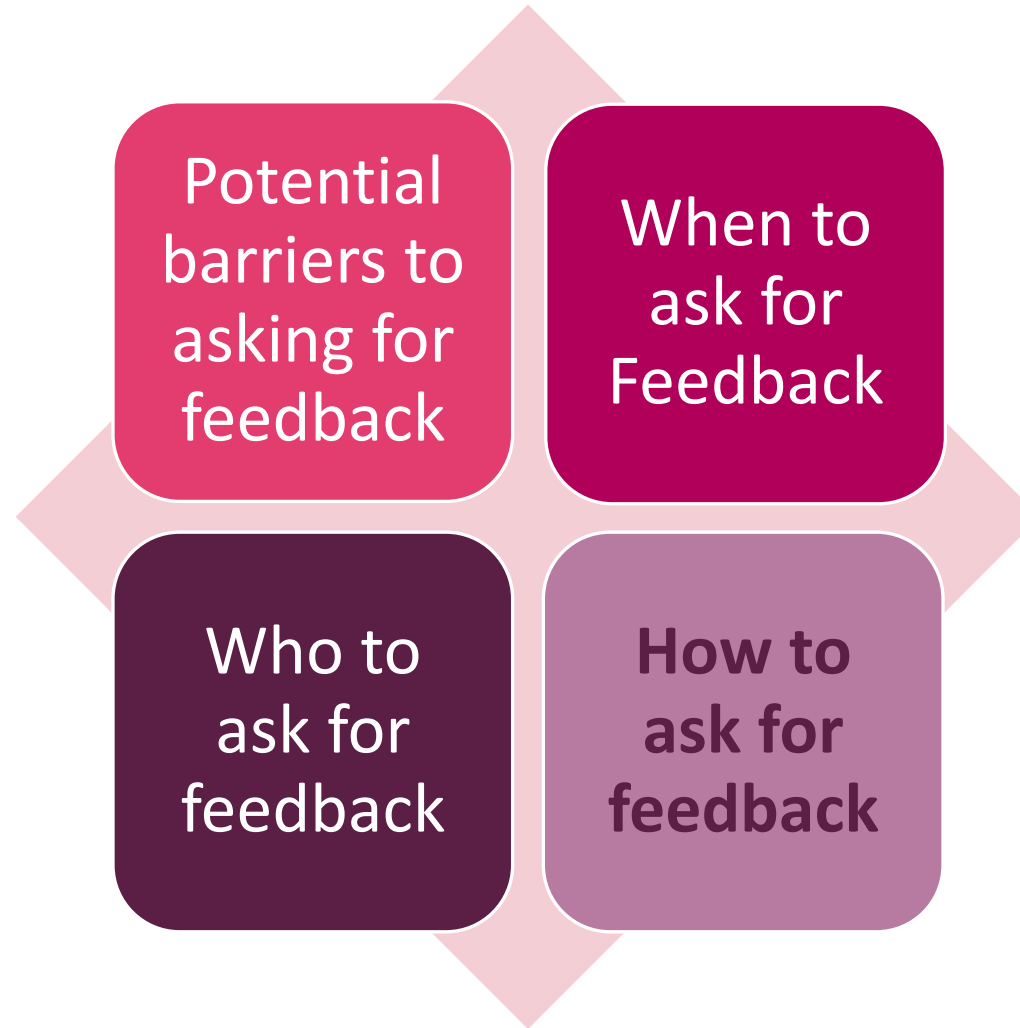 Potential
barriers to
asking for
feedback
When to
ask for
Feedback
Who to
ask for
feedback
How to
ask for
feedback